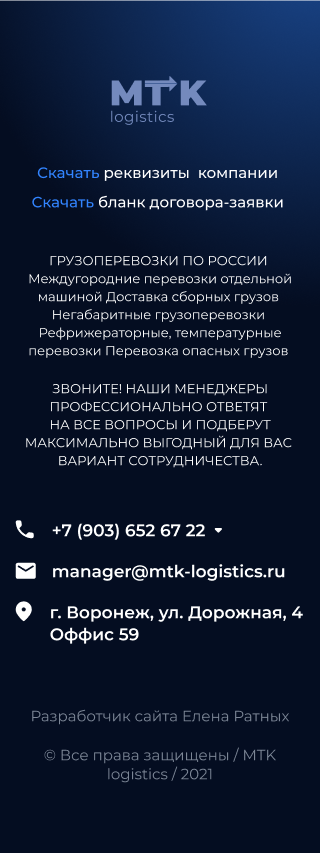 МТК
logistics
Скачать реквизиты компании
Скачать бланк договора-заявки
ГРУЗОПЕРЕВОЗКИ ПО РОССИИ
Междугородние перевозки отдельной
машиной Доставка сборных грузов
Негабаритные грузоперевозки
Рефрижераторные, температурные
перевозки Перевозка опасных грузов
ЗВОНИТЕ! НАШИ МЕНЕДЖЕРЫ
ПРОФЕССИОНАЛЬНО ОТВЕТЯТ
НА ВСЕ ВОПРОСЫ И ПОДБЕРУТ
МАКСИМАЛЬНО ВЫГОДНЫЙ ДЛЯ ВАС
ВАРИАНТ СОТРУДНИЧЕСТВА.
+7 (903) 652 67 22
manager@mtk-logistics.ru
г. Воронеж, ул. Дорожная, 4
Оффис 59
Разработчик сайта Елена Ратных
© Все права защищены / МТК
logistics / 2021